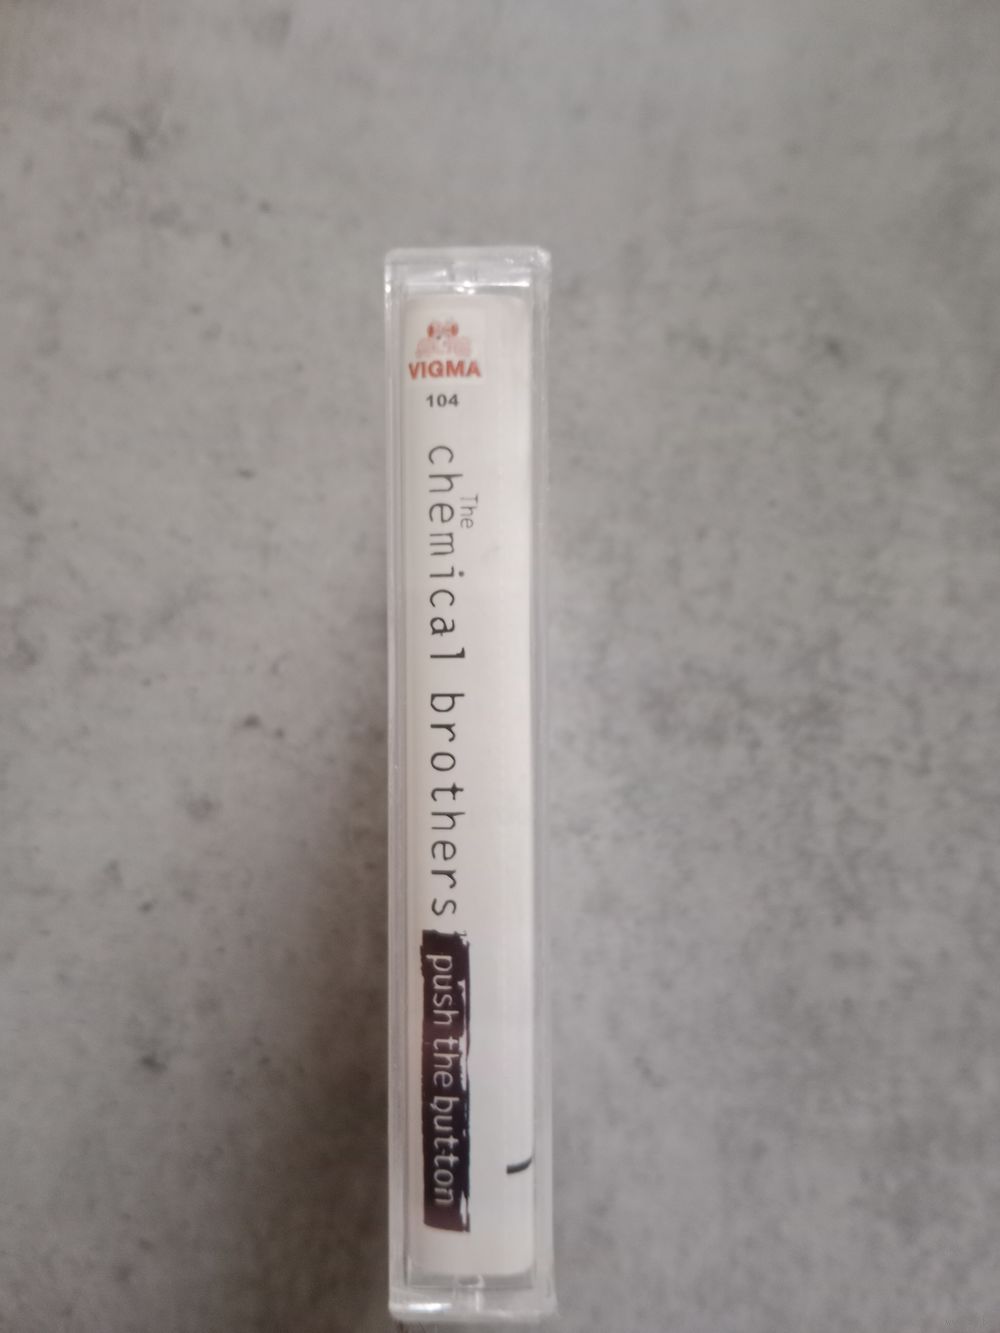 VIGMA
104
The
chemical brothers
push the button